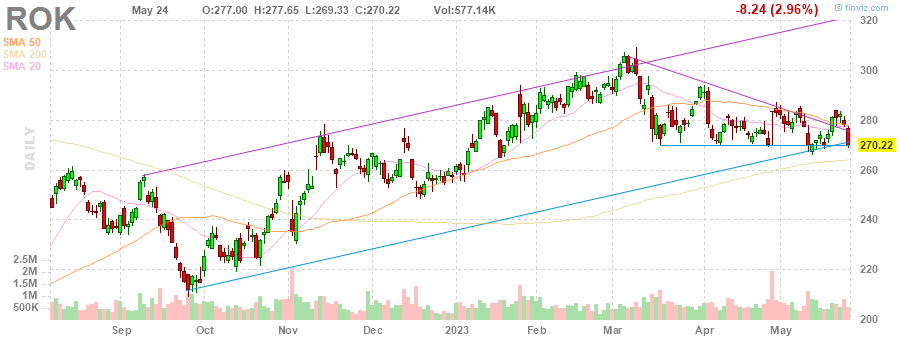 ROK
May 24 O:277.00 H:277.65 L:269.33 C:270.22 Vol:577.14K -8.24 (2.96%)
finviz.com
SMA 50
SMA 200
SMA 20
DAILY
320
300
280
270.22
260
240
220
200
2.5M
2M
1.5M
1M
500K
Sep Oct Nov Dec 2023 Feb Mar Apr May